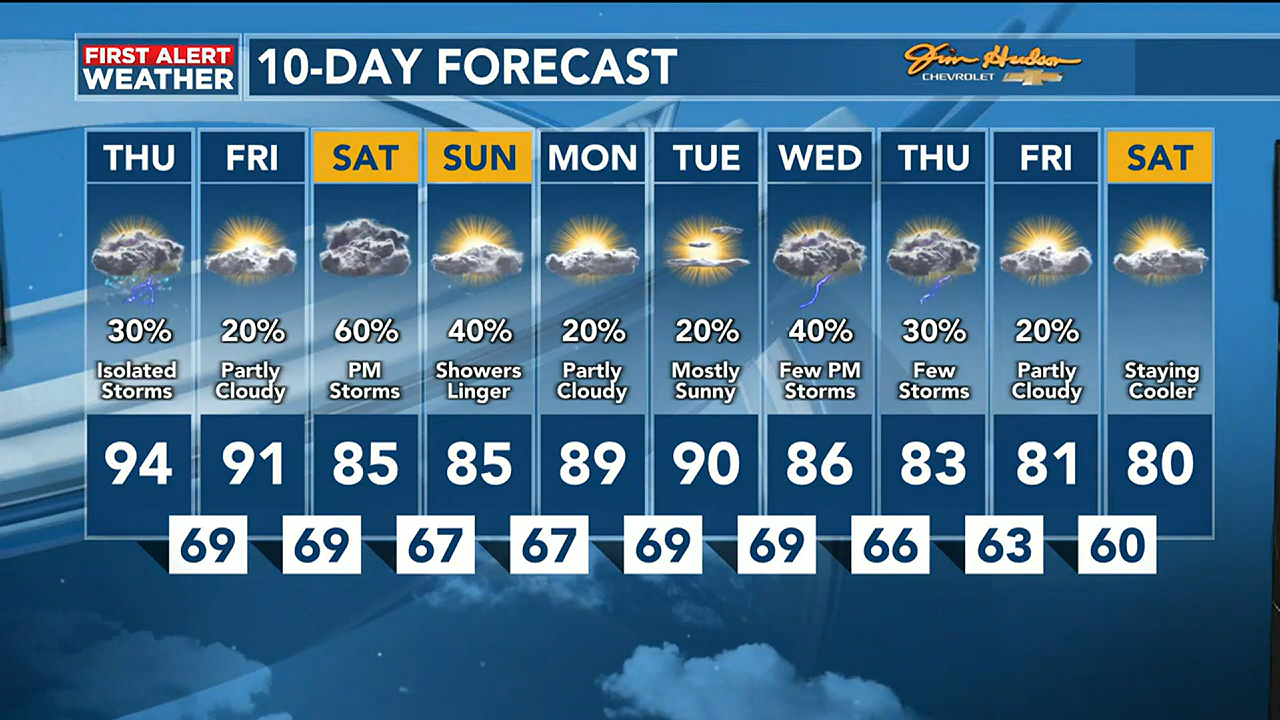 FIRST ALERT
WEATHER
10-DAY FORECAST
Jim Hudson
CHEVROLET
THU FRI SAT SUN MON TUE WED THU FRI SAT
30% 20% 60% 40% 20% 20% 40% 30% 20%
Isolated Partly PM Showers Partly Mostly Few PM Few Partly Staying
Storms Cloudy Storms Linger Cloudy Sunny Storms Storms Cloudy Cooler
94 91 85 85 89 90 86 83 81 80
69 69 67 67 69 69 66 63 60